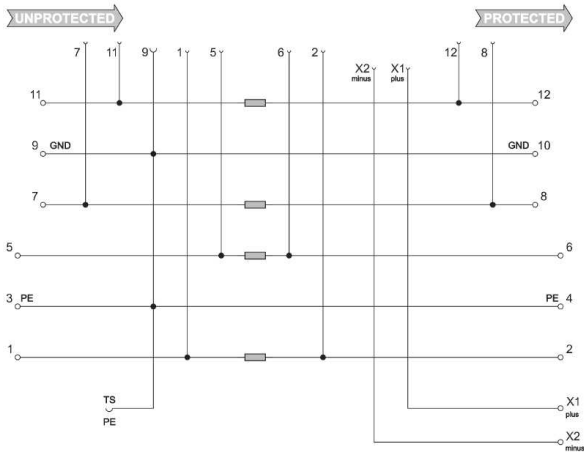 UNPROTECTED PROTECTED
7 11 9 1 5 6 2 X2 minus X1 plus 12 8
11 12
9 GND GND 10
7 8
5 6
3 PE PE 4
1 2
TS
PE
X1
plus
X2
minus